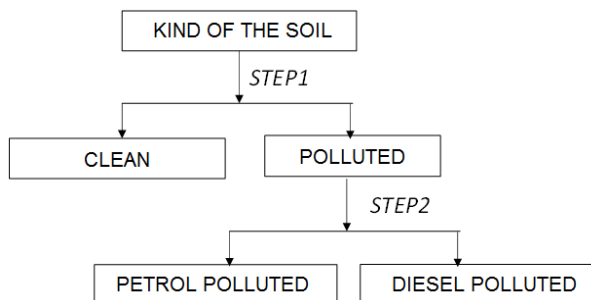 KIND OF THE SOIL
STEP1
CLEAN
POLLUTED
STEP2
PETROL POLLUTED
DIESEL POLLUTED